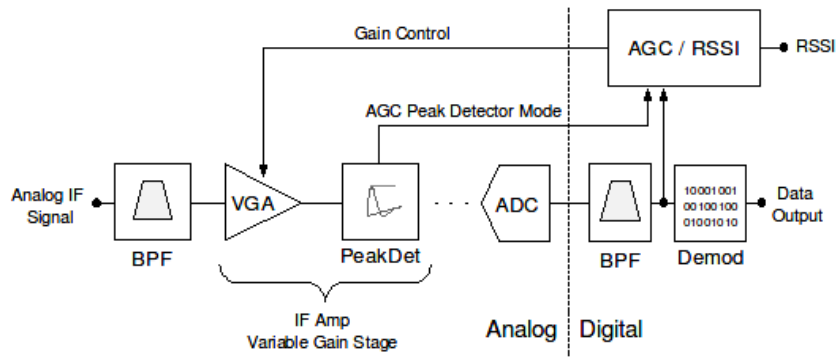 Gain Control
AGC / RSSI
RSSI
AGC Peak Detector Mode
Analog IF
Signal
BPF
VGA
PeakDet
ADC
BPF
10001001
00100100
01001010
Demod
Data
Output
IF Amp
Variable Gain Stage
Analog
Digital